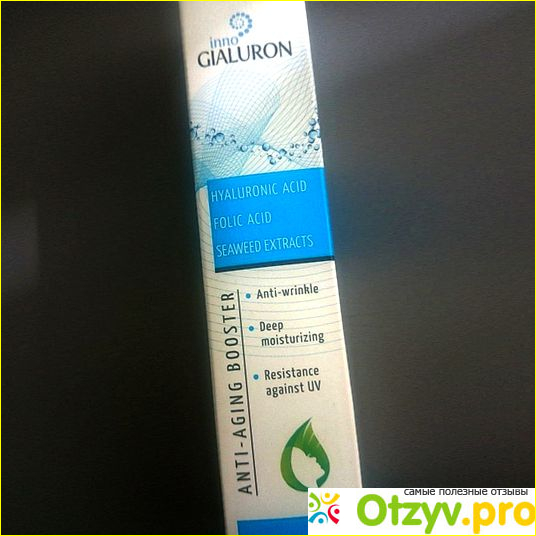 inno
GIALURON
HYALURONIC ACID
FOLIC ACID
SEAWEED EXTRACTS
ANTI-AGING BOOSTER
• Anti-wrinkle
• Deep
moisturizing
• Resistance
against UV
самые полезные отзывы
Otzyv.pro